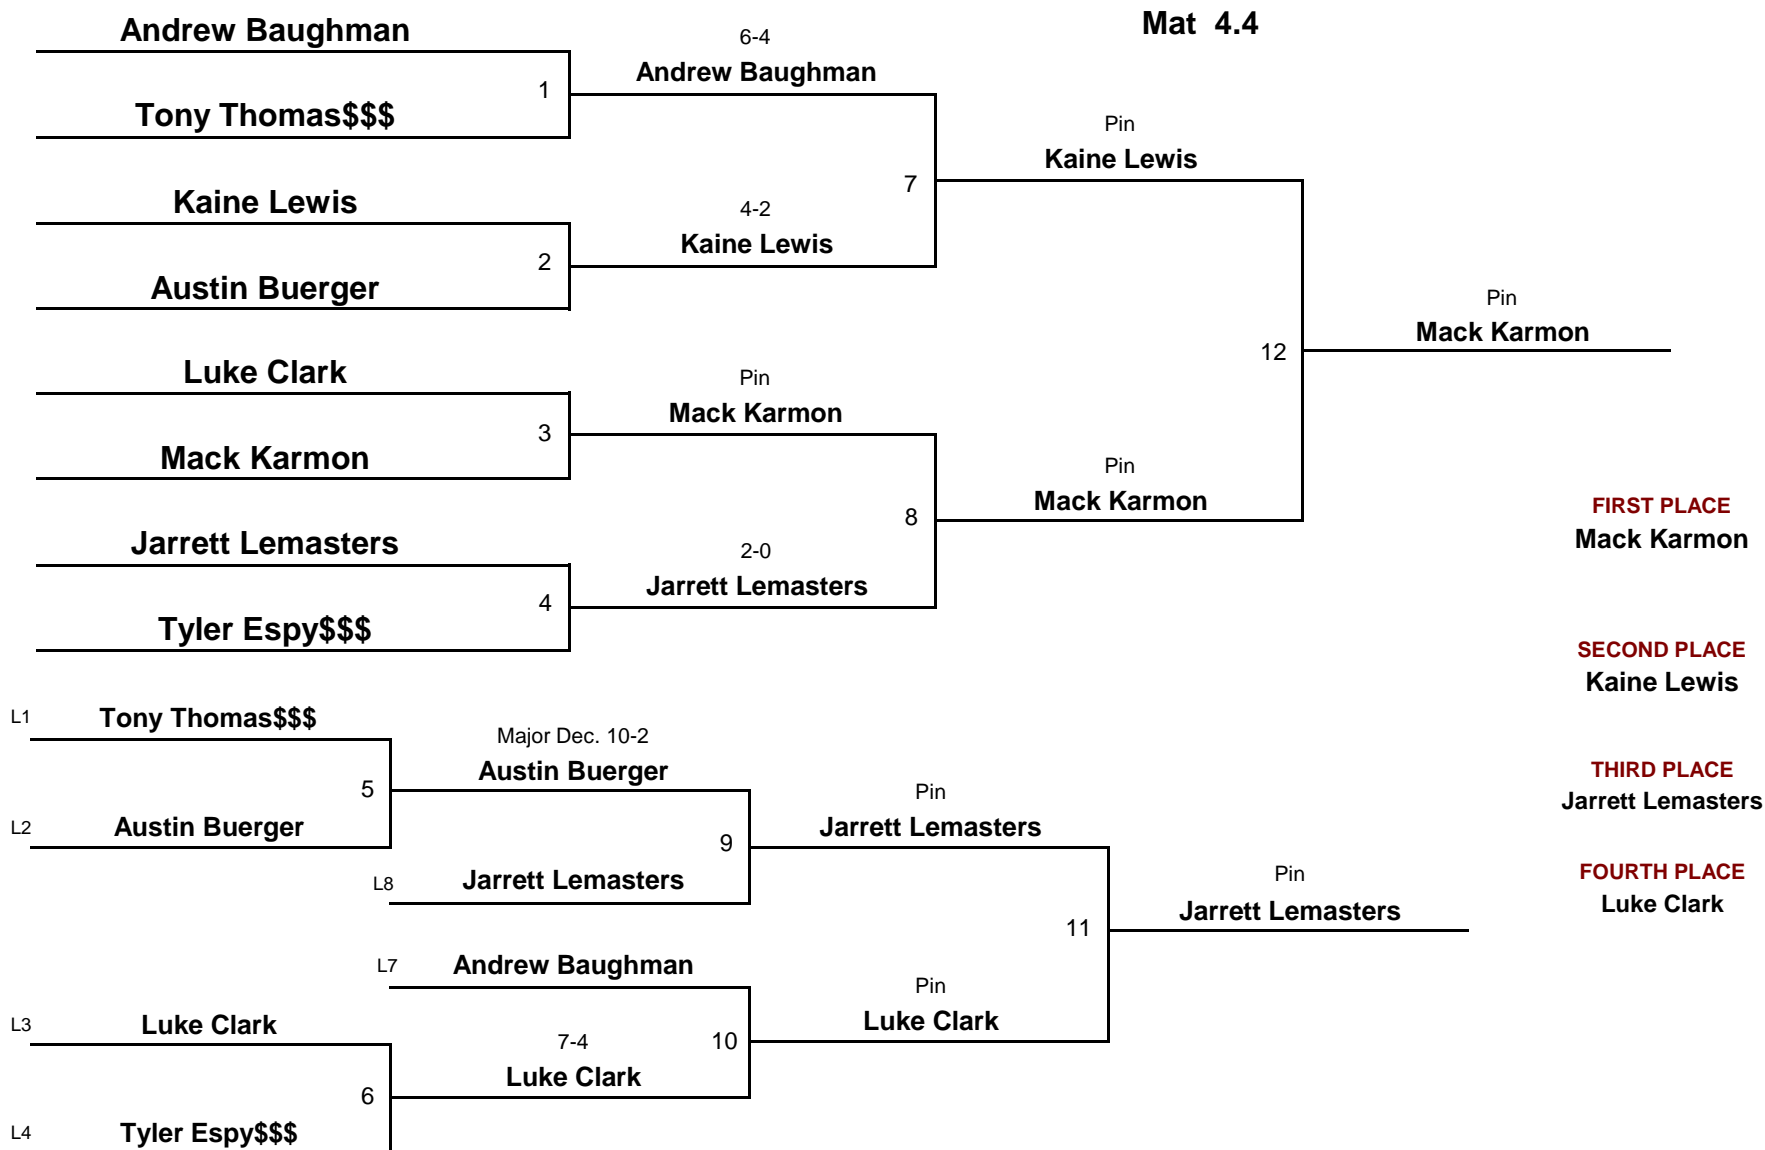 Mat  4.4
Andrew Baughman
6-4
Andrew Baughman
1
Tony Thomas$$$
Pin
Kaine Lewis
7
Kaine Lewis
4-2
Kaine Lewis
2
Austin Buerger
Pin
Mack Karmon
12
Luke Clark
Pin
Mack Karmon
3
Mack Karmon
Pin
Mack Karmon
8
Jarrett Lemasters
2-0
Jarrett Lemasters
4
Tyler Espy$$$
FIRST PLACE
Mack Karmon
SECOND PLACE
Kaine Lewis
THIRD PLACE
Jarrett Lemasters
FOURTH PLACE
Luke Clark
L1 Tony Thomas$$$
Major Dec. 10-2
Austin Buerger
5
L2 Austin Buerger
Pin
Jarrett Lemasters
9
L8 Jarrett Lemasters
Pin
Jarrett Lemasters
11
L7 Andrew Baughman
Pin
Luke Clark
L3 Luke Clark
7-4
10
Luke Clark
6
L4 Tyler Espy$$$